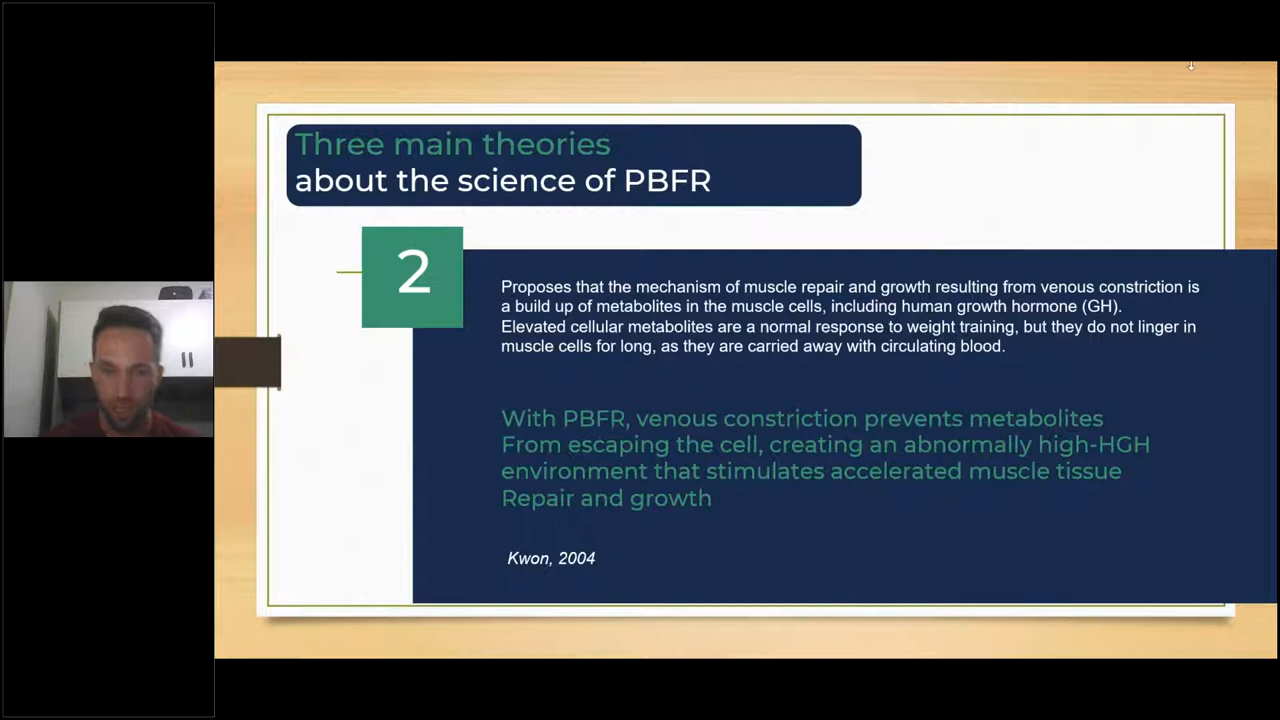 Three main theories
about the science of PBFR
2
Proposes that the mechanism of muscle repair and growth resulting from venous constriction is
a build up of metabolites in the muscle cells, including human growth hormone (GH).
Elevated cellular metabolites are a normal response to weight training, but they do not linger in
muscle cells for long, as they are carried away with circulating blood.
With PBFR, venous constriction prevents metabolites
From escaping the cell, creating an abnormally high-HGH
environment that stimulates accelerated muscle tissue
Repair and growth
Kwon, 2004